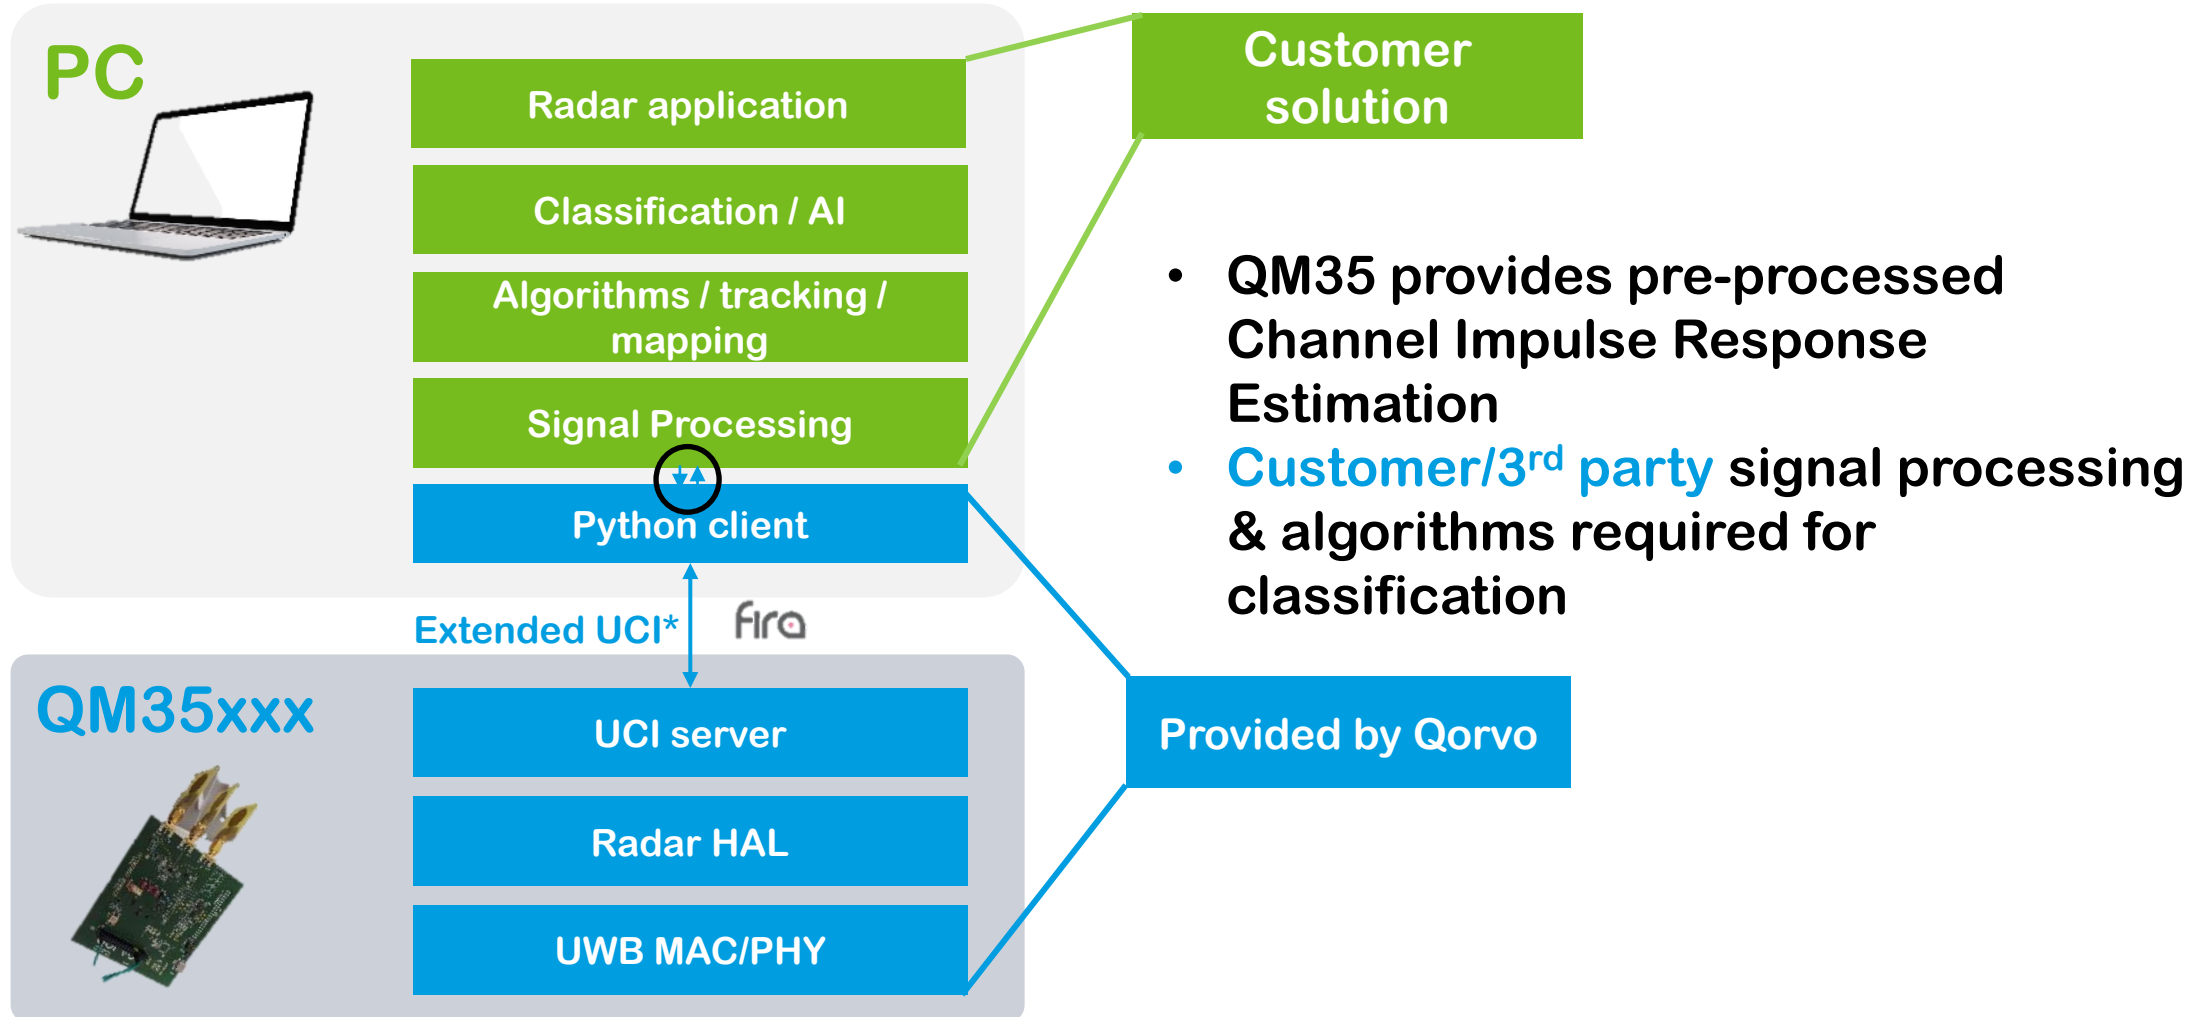 PC
Radar application
Classification / AI
Algorithms / tracking /
mapping
Signal Processing
Python client
Extended UCI*
fira
QM35xxx
UCI server
Radar HAL
UWB MAC/PHY
Customer
solution
• QM35 provides pre-processed
Channel Impulse Response
Estimation
• Customer/3rd party signal processing
& algorithms required for
classification
Provided by Qorvo